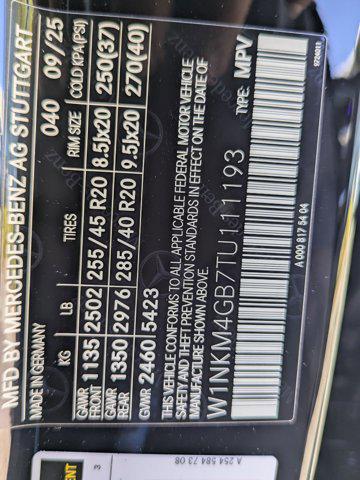 MFD BY MERCEDES-BENZ AG STUTTGART
MADE IN GERMANY 040 09/25
KG LB TIRES RIM SIZE COLD KPA(PSI)
GAWR FRONT 1135 2502 255/45 R20 8.5Jx20 250(37)
GAWR REAR 1350 2976 285/40 R20 9.5Jx20 270(40)
GVWR 2460 5423
THIS VEHICLE CONFORMS TO ALL APPLICABLE FEDERAL MOTOR VEHICLE
SAFETY AND THEFT PREVENTION STANDARDS IN EFFECT ON THE DATE OF
MANUFACTURE SHOWN ABOVE.
W1NKM4GB7TU111193 TYPE: MPV
A 009 817 54 04
A 254 584 73 08
3